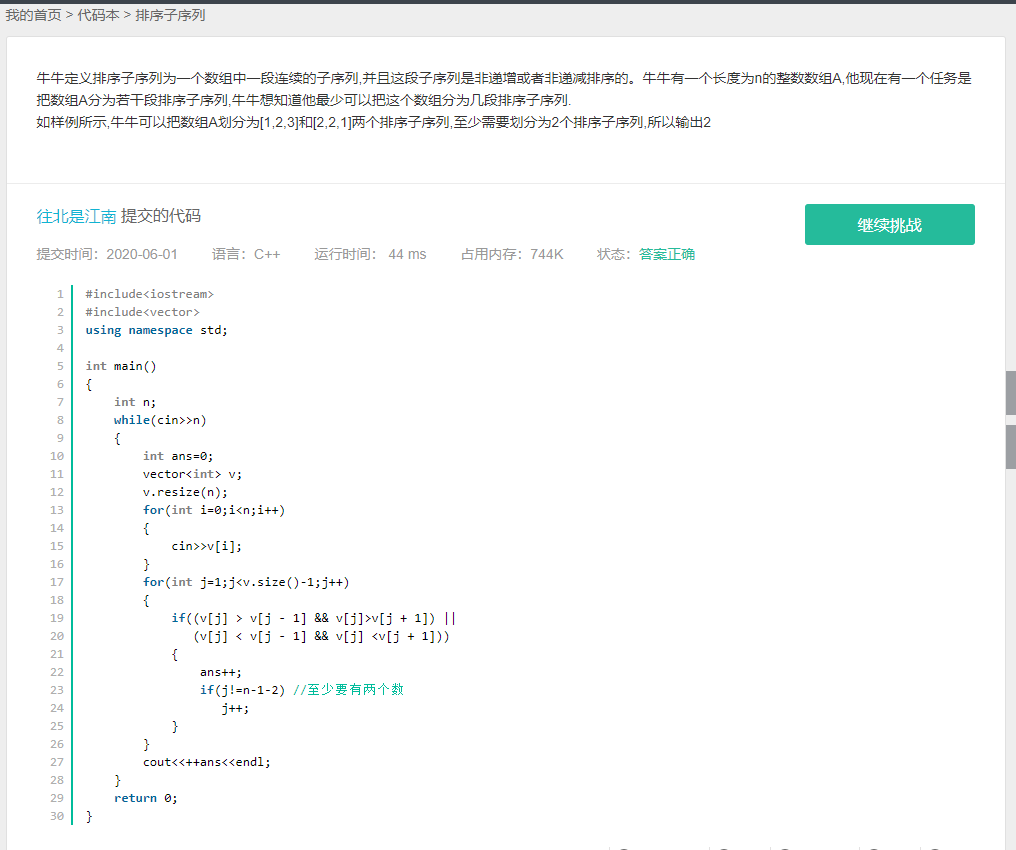 我的首页 > 代码本 > 排序子序列
牛牛定义排序子序列为一个数组中一段连续的子序列,并且这段子序列是非递增或者非递减排序的。牛牛有一个长度为n的整数数组A,他现在有一个任务是
把数组A分为若干段排序子序列,牛牛想知道他最少可以把这个数组分为几段排序子序列.
如样例所示,牛牛可以把数组A划分为[1,2,3]和[2,2,1]两个排序子序列,至少需要划分为2个排序子序列,所以输出2
往北是江南 提交的代码
继续挑战
提交时间: 2020-06-01 语言: C++ 运行时间: 44 ms 占用内存: 744K 状态: 答案正确
1 #include<iostream>
2 #include<vector>
3 using namespace std;
4
5 int main()
6 {
7     int n;
8     while(cin>>n)
9     {
10         int ans=0;
11         vector<int> v;
12         v.resize(n);
13         for(int i=0;i<n;i++)
14         {
15             cin>>v[i];
16         }
17         for(int j=1;j<v.size()-1;j++)
18         {
19             if((v[j] > v[j - 1] && v[j]>v[j + 1]) ||
20                (v[j] < v[j - 1] && v[j] <v[j + 1]))
21             {
22                 ans++;
23                 if(j!=n-1-2) //至少要有两个数
24                    j++;
25             }
26         }
27         cout<<++ans<<endl;
28     }
29     return 0;
30 }